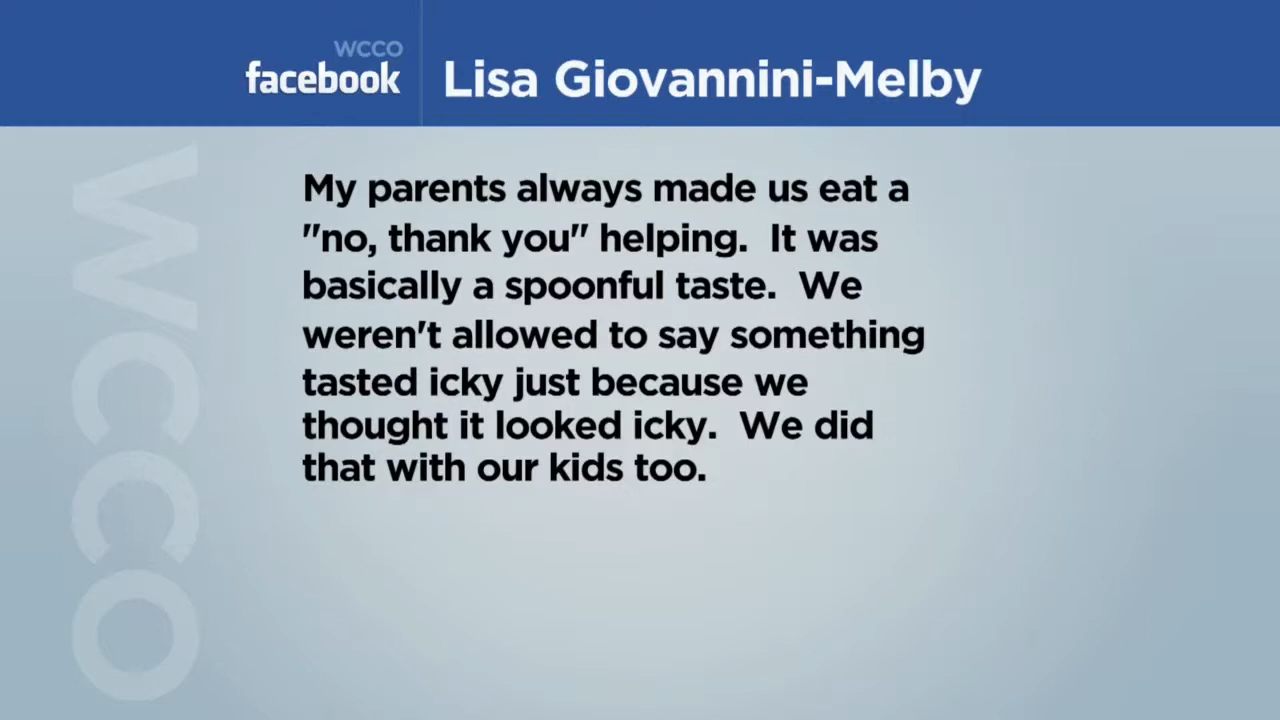 WCCO
facebook
Lisa Giovannini-Melby
My parents always made us eat a
"no, thank you" helping.  It was
basically a spoonful taste.  We
weren't allowed to say something
tasted icky just because we
thought it looked icky.  We did
that with our kids too.
WCCO